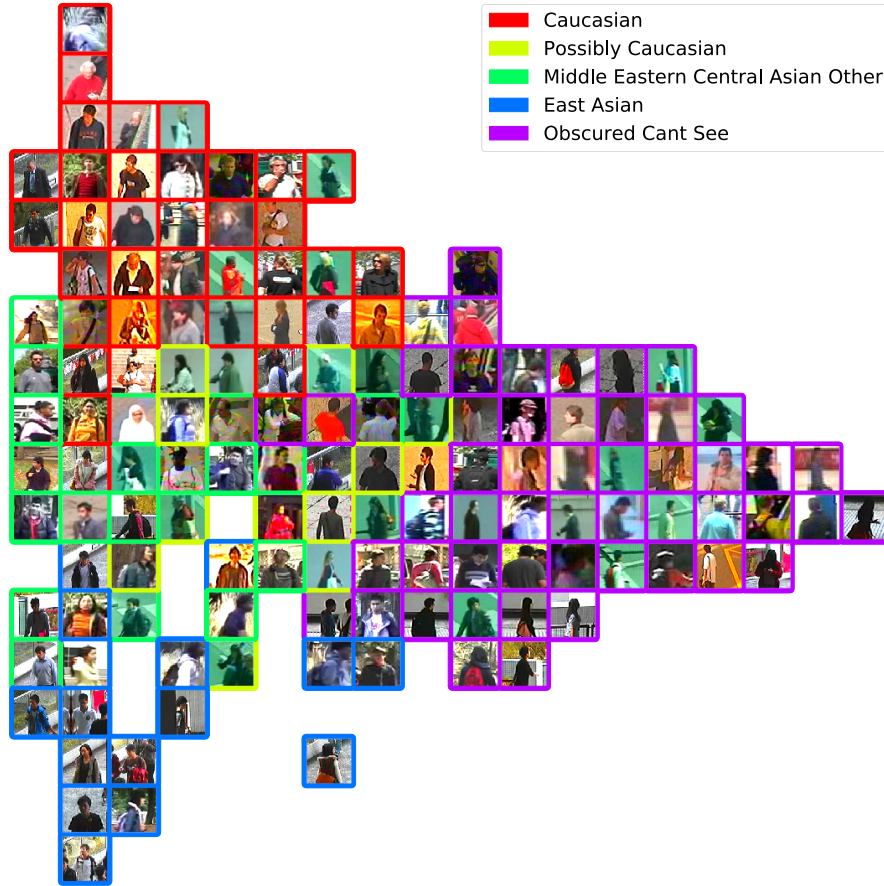 Caucasian
Possibly Caucasian
Middle Eastern Central Asian Other
East Asian
Obscured Cant See